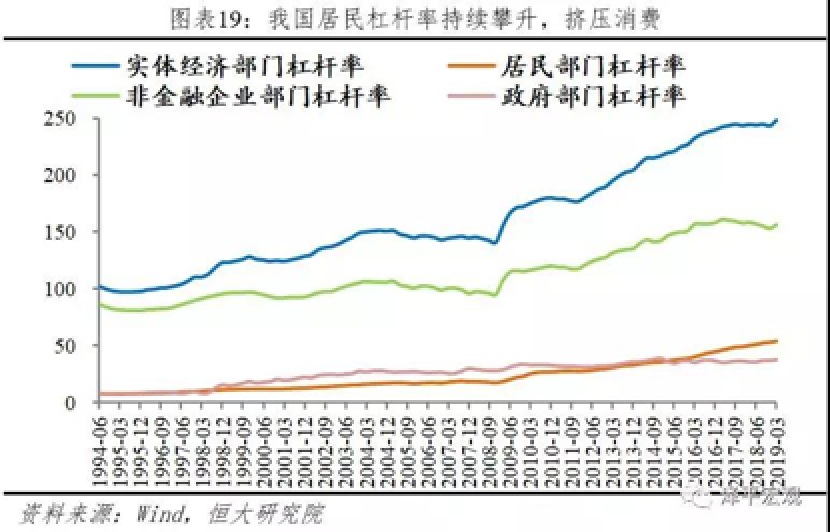 图表19：我国居民杠杆率持续攀升，挤压消费
实体经济部门杠杆率 居民部门杠杆率
非金融企业部门杠杆率 政府部门杠杆率
250
200
150
100
50
0
1994-06 1995-03 1995-12 1996-09 1997-06 1998-03 1998-12 1999-09 2000-06 2001-03 2001-12 2002-09 2003-06 2004-03 2004-12 2005-09 2006-06 2007-03 2007-12 2008-09 2009-06 2010-03 2010-12 2011-09 2012-06 2013-03 2013-12 2014-09 2015-06 2016-03 2016-12 2017-09 2018-06 2019-03
泽平宏观
资料来源：Wind，恒大研究院